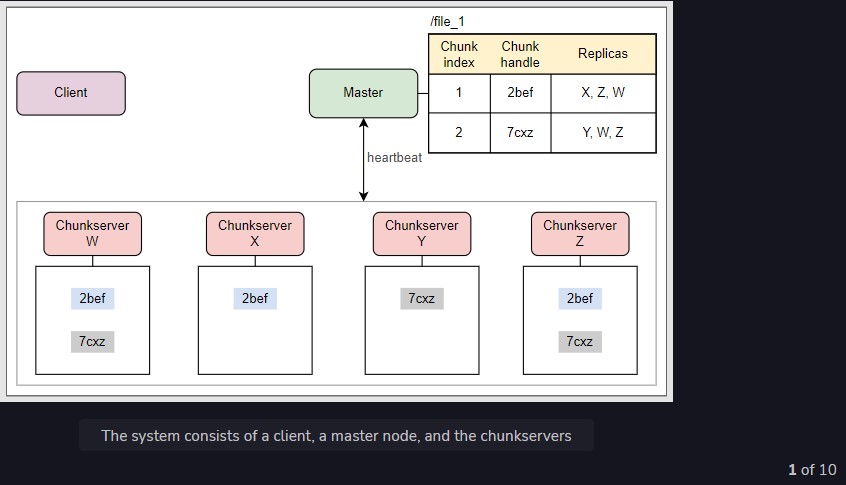 /file_1
Chunk index
Chunk handle
Replicas
Client
Master
1
2bef
X, Z, W
2
7cxz
Y, W, Z
heartbeat
Chunkserver
W
Chunkserver
X
Chunkserver
Y
Chunkserver
Z
2bef
2bef
7cxz
2bef
7cxz
7cxz
The system consists of a client, a master node, and the chunkservers
1 of 10